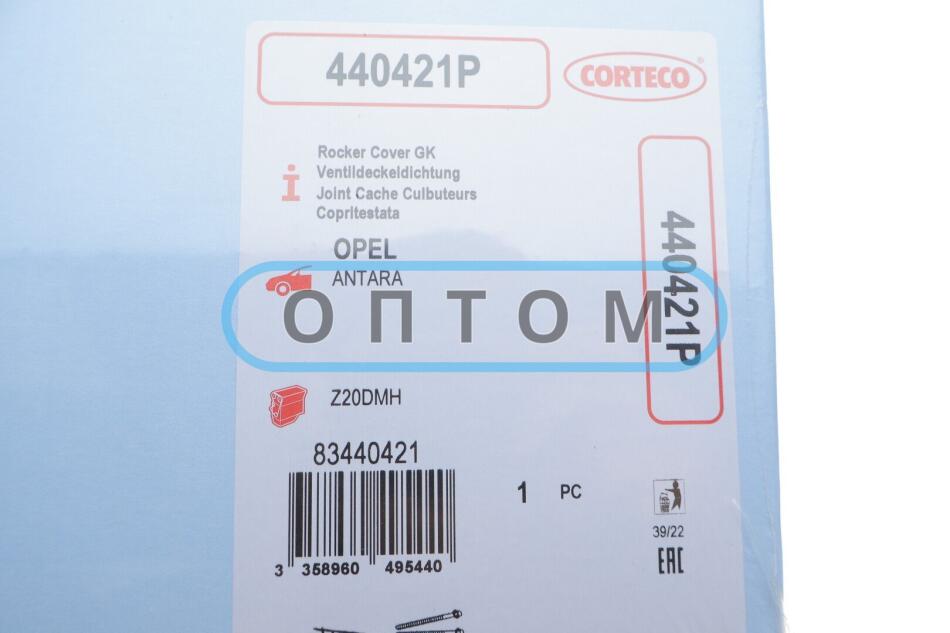 440421P
CORTECO®
Rocker Cover GK
Ventildeckeldichtung
Joint Cache Culbuteurs
Copritestata
OPEL
ANTARA
ОПТОМ
440421P
Z20DMH
83440421
1 PC
3 358960 495440
39/22
EAC